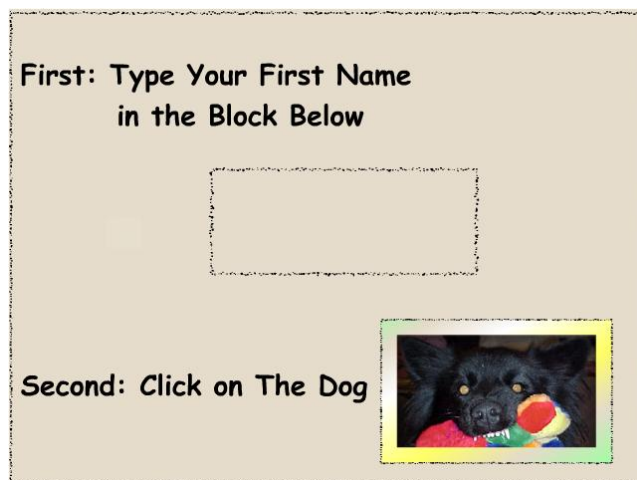 First: Type Your First Name
in the Block Below
Second: Click on The Dog